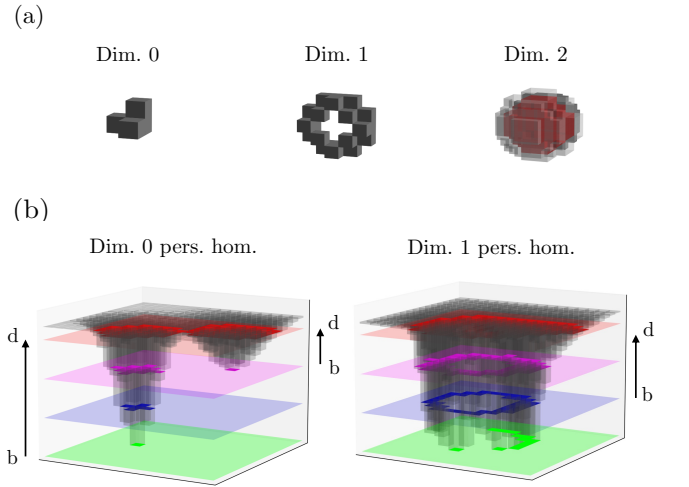 (a)
Dim. 0 Dim. 1 Dim. 2
(b)
Dim. 0 pers. hom. Dim. 1 pers. hom.
d d d
b b
b